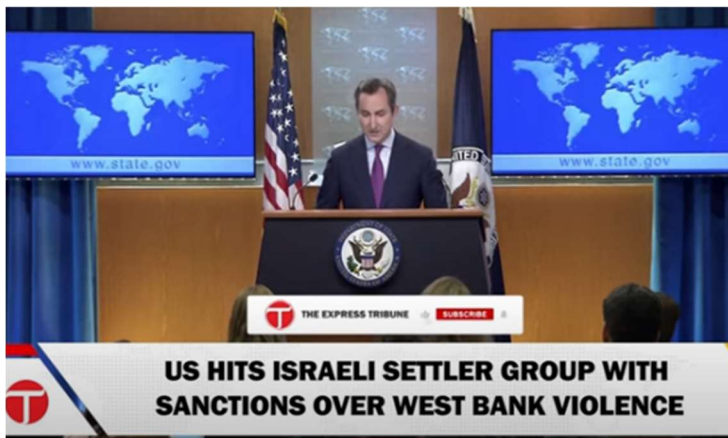 www.state.gov
www.state.gov
ITED
THE EXPRESS TRIBUNE
SUBSCRIBE
US HITS ISRAELI SETTLER GROUP WITH
SANCTIONS OVER WEST BANK VIOLENCE